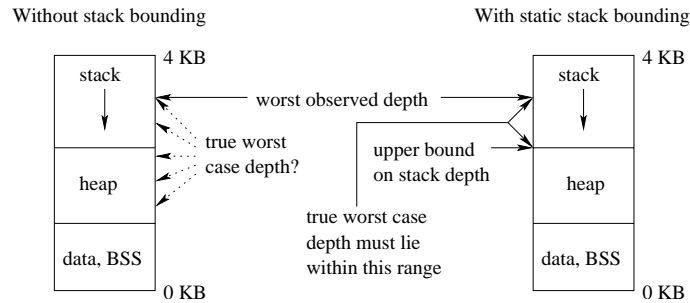 Without stack bounding
With static stack bounding
4 KB
4 KB
stack
stack
worst observed depth
true worst
case depth?
upper bound
on stack depth
heap
heap
true worst case
depth must lie
within this range
data, BSS
data, BSS
0 KB
0 KB